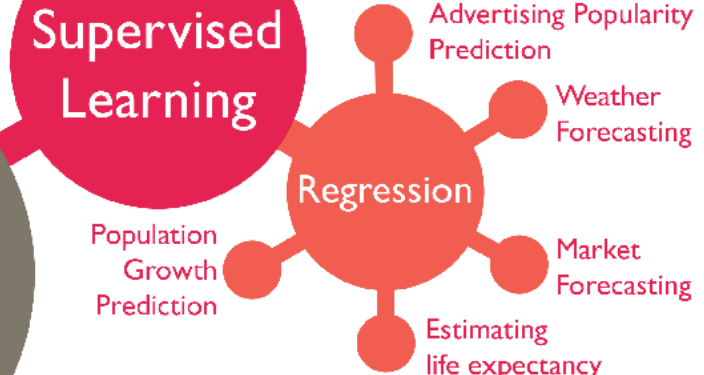 Supervised
Learning
Advertising Popularity
Prediction
Weather
Forecasting
Regression
Population
Growth
Prediction
Market
Forecasting
Estimating
life expectancy